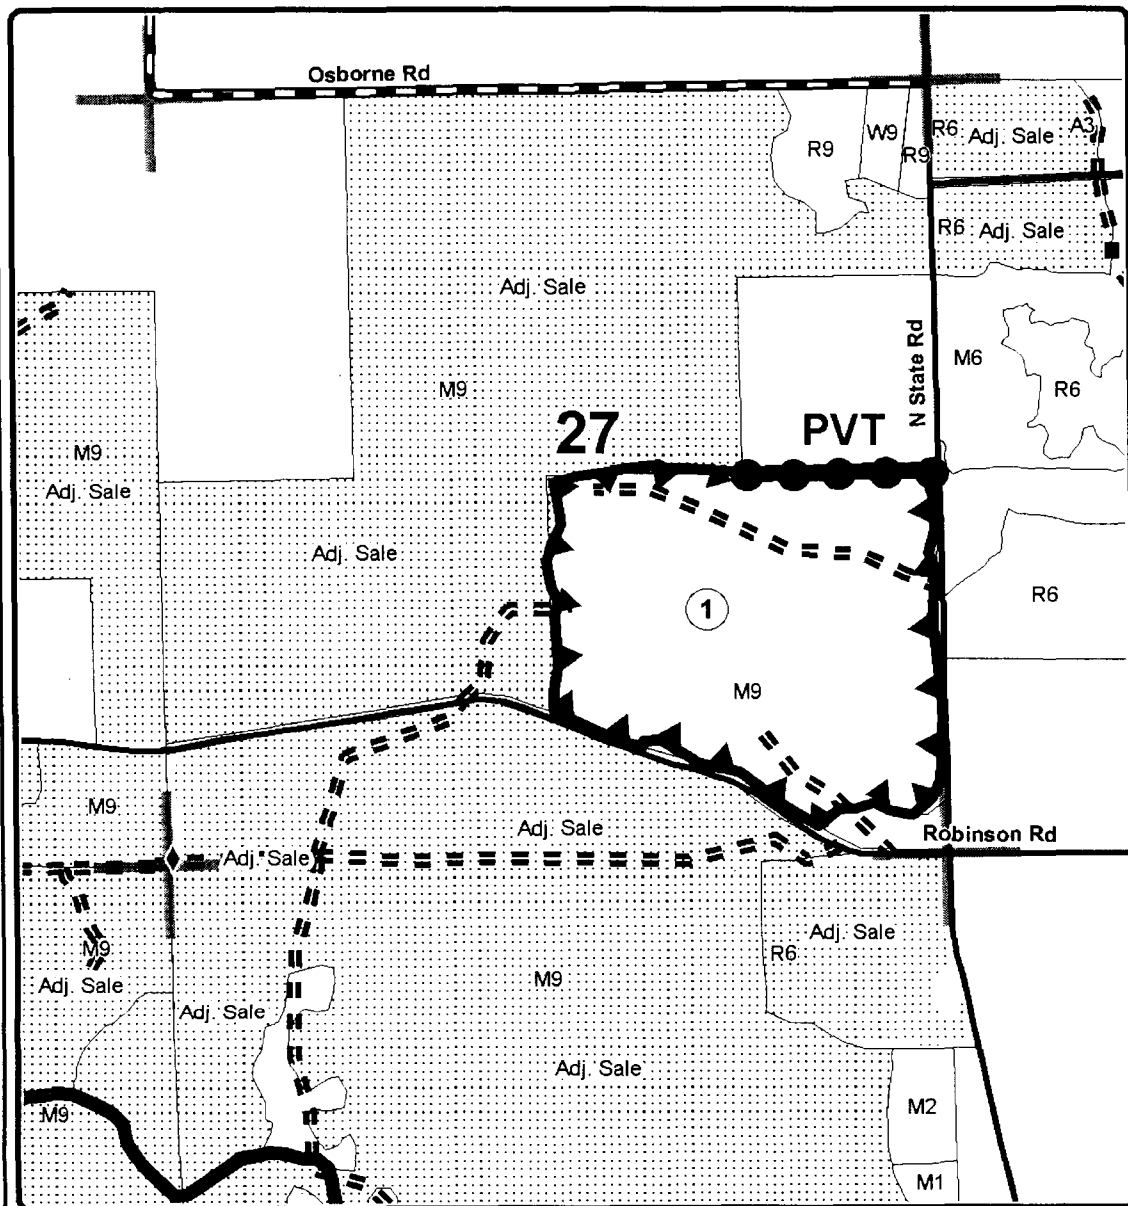 Osborne Rd
W9
R9
R9
R6
Adj. Sale
A3
R6
Adj. Sale
Adj. Sale
N State Rd
M6
R6
M9
27
PVT
M9
Adj. Sale
Adj. Sale
R6
1
M9
M9
Adj. Sale
Robinson Rd
Adj. Sale
Adj. Sale
R6
M9
M9
Adj. Sale
Adj. Sale
Adj. Sale
M9
M2
M1